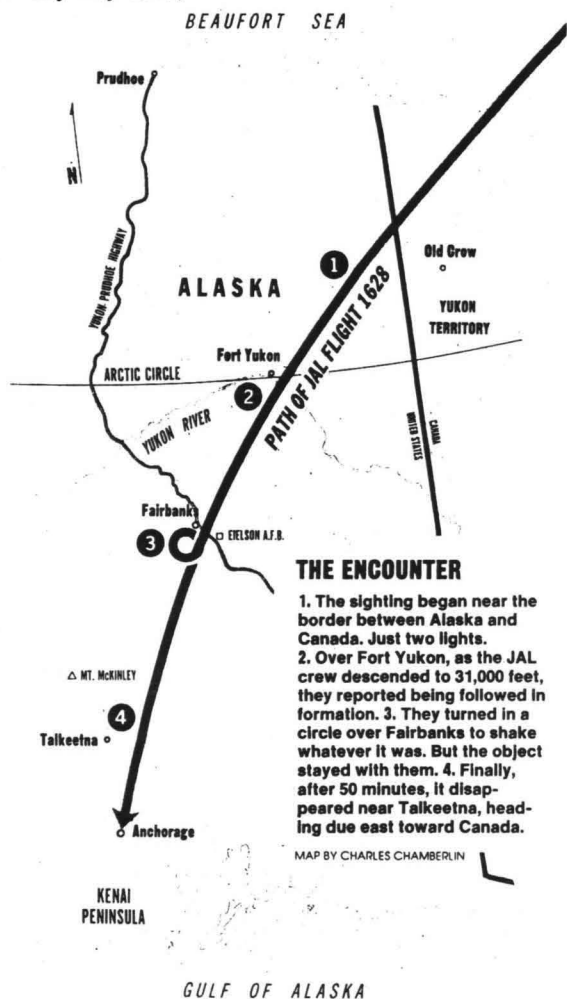 BEAUFORT SEA
Prudhoe
N
YUKON-PRUDHOE HIGHWAY
ALASKA
1
Old Crow
YUKON
TERRITORY
PATH OF JAL FLIGHT 1628
Fort Yukon
ARCTIC CIRCLE
2
YUKON RIVER
CANADA
UNITED STATES
Fairbanks
3
EIELSON A.F.B.
THE ENCOUNTER
1. The sighting began near the
border between Alaska and
Canada. Just two lights.
2. Over Fort Yukon, as the JAL
crew descended to 31,000 feet,
they reported being followed in
formation. 3. They turned in a
circle over Fairbanks to shake
whatever it was. But the object
stayed with them. 4. Finally,
after 50 minutes, it disap-
peared near Talkeetna, head-
ing due east toward Canada.
MAP BY CHARLES CHAMBERLIN
MT. McKINLEY
4
Talkeetna
Anchorage
KENAI
PENINSULA
GULF OF ALASKA